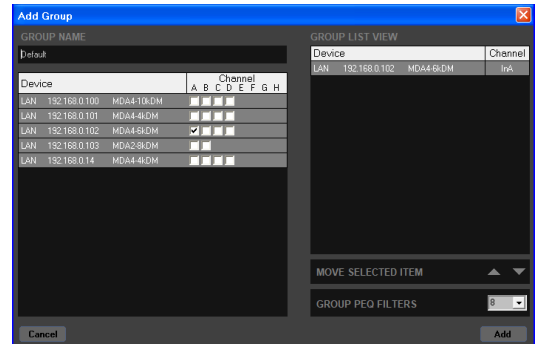 Add Group
GROUP NAME
Default
Device Channel
A B C D E F G H
LAN 192.168.0.100 MDA4-10kDM
LAN 192.168.0.101 MDA4-4kDM
LAN 192.168.0.102 MDA4-6kDM
LAN 192.168.0.103 MDA2-8kDM
LAN 192.168.0.14 MDA4-4kDM
GROUP LIST VIEW
Device Channel
LAN 192.168.0.102 MDA4-6kDM InA
MOVE SELECTED ITEM
GROUP PEQ FILTERS 8
Cancel Add